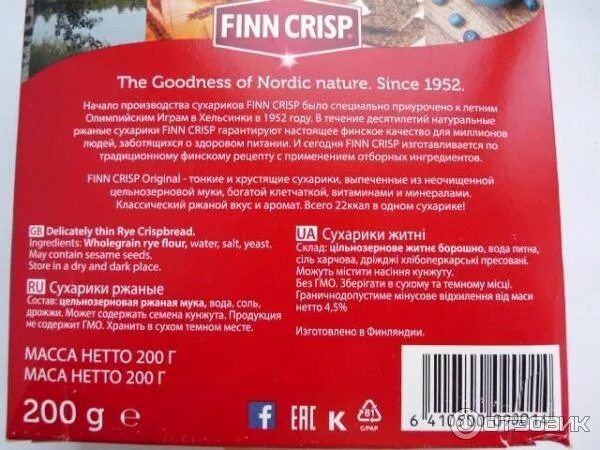 FINN CRISP
The Goodness of Nordic nature. Since 1952.
Начало производства сухариков FINN CRISP было специально приурочено к летним
Олимпийским Играм в Хельсинки в 1952 году. В течение десятилетий натуральные
ржаные сухарики FINN CRISP гарантируют настоящее финское качество для миллионов
людей, заботящихся о здоровом питании. И сегодня FINN CRISP изготавливается по
традиционному финскому рецепту с применением отборных ингредиентов.
FINN CRISP Original - тонкие и хрустящие сухарики, выпеченные из неочищенной
цельнозерновой муки, богатой клетчаткой, витаминами и минералами.
Классический ржаной вкус и аромат. Всего 22ккал в одном сухарике!
GB Delicately thin Rye Crispbread.
Ingredients: Wholegrain rye flour, water, salt, yeast.
May contain sesame seeds.
Store in a dry and dark place.
RU Сухарики ржаные
Состав: цельнозерновая ржаная мука, вода, соль,
дрожжи. Может содержать семена кунжута. Продукция
не содержит ГМО. Хранить в сухом темном месте.
UA Сухарики житні
Склад: цільнозернове житнє борошно, вода питна,
сіль харчова, дріжджі хлібопекарські пресовані.
Можуть містити насіння кунжуту.
Без ГМО. Зберігати в сухому та темному місці.
Граничнодопустиме мінусове відхилення від маси
нетто 4,5%
Изготовлено в Финляндии.
МАССА НЕТТО 200 Г
МАСА НЕТТО 200 Г
200 g e
f EAC K 81
C/PAP
6 410500
ОТЗОВИК